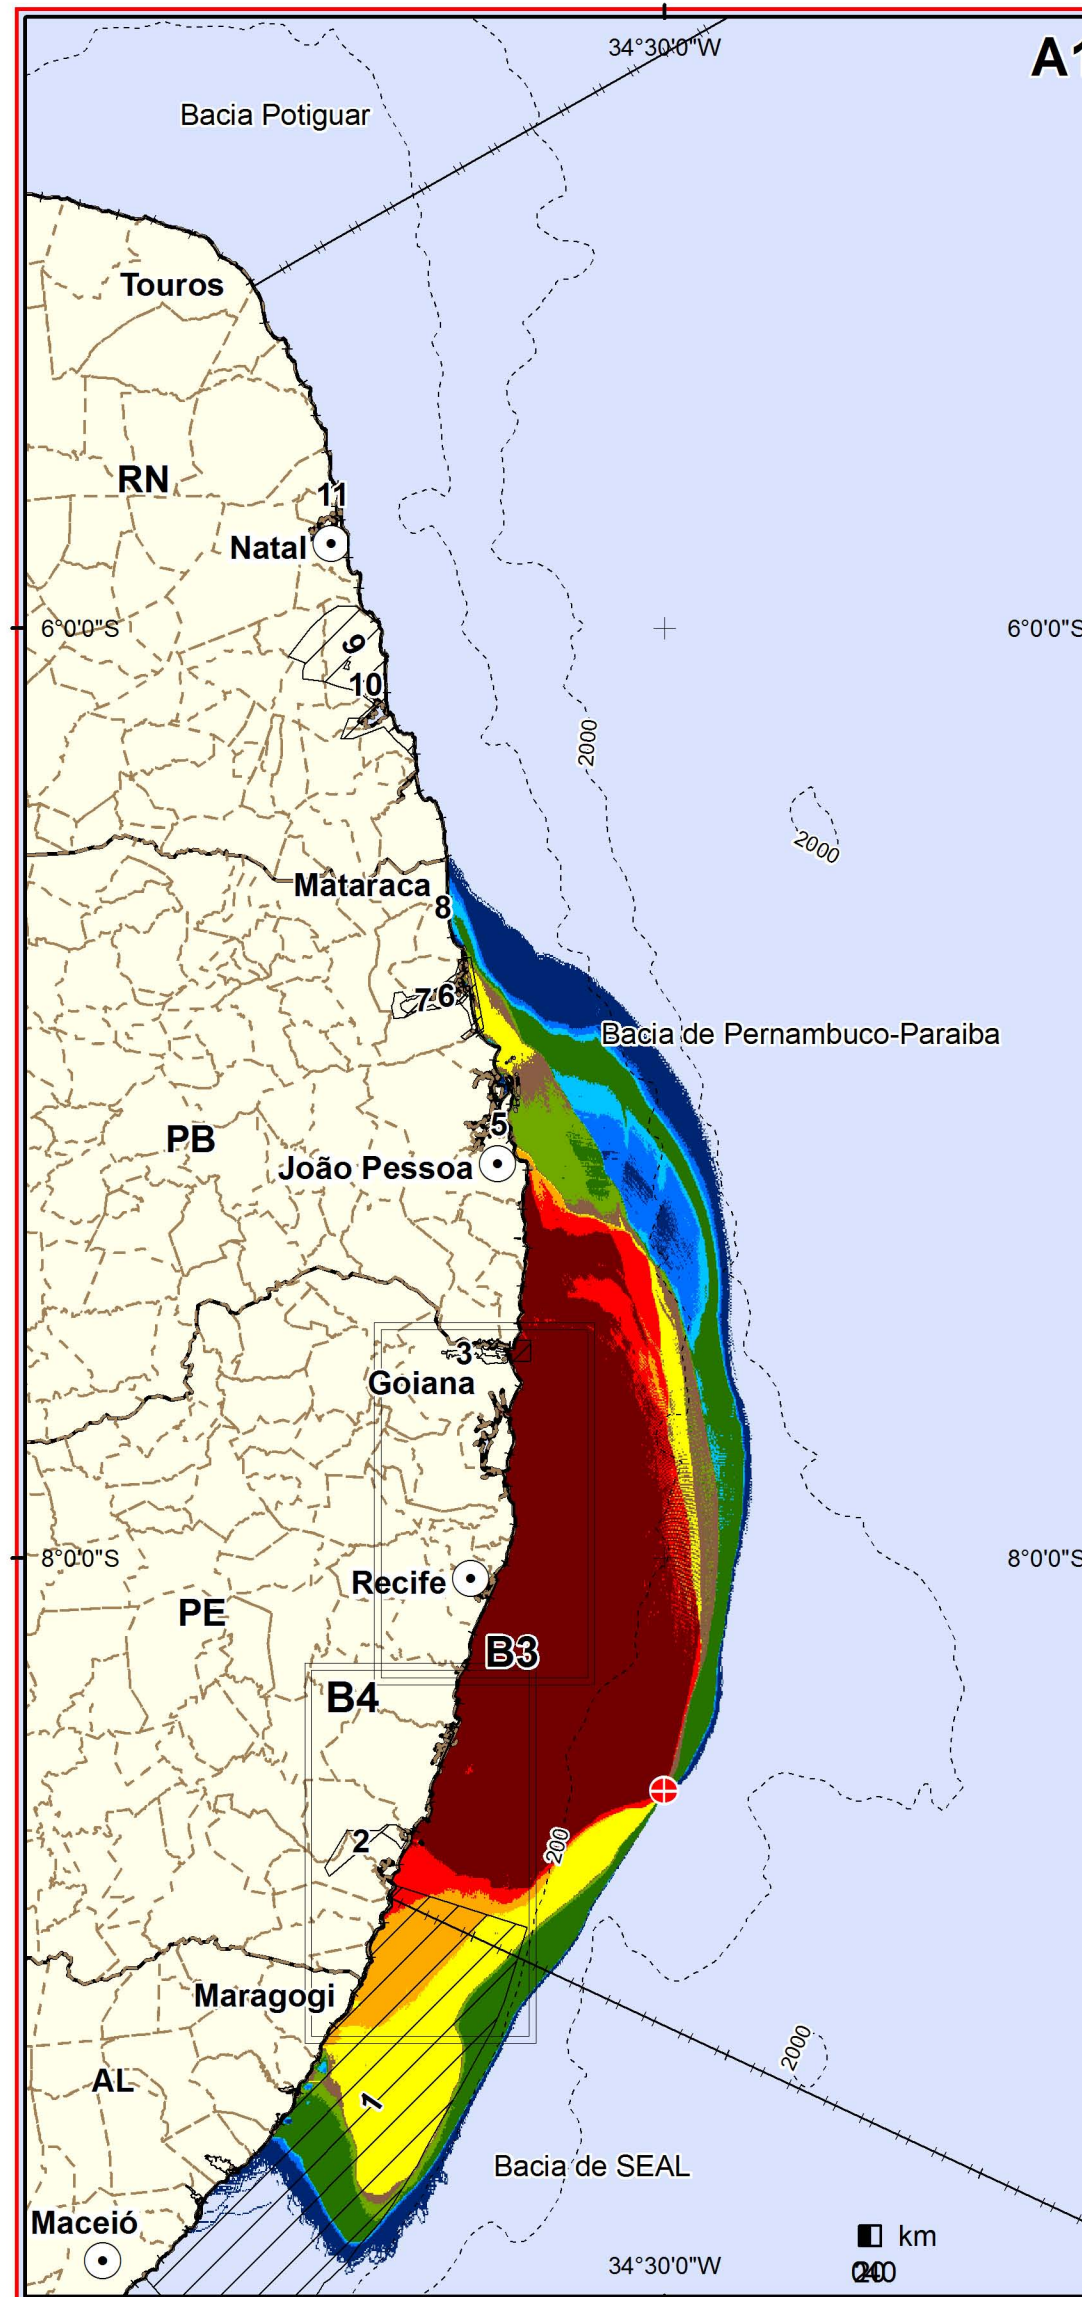 34°30'0"W
A1
Bacia Potiguar
Touros
RN
11
Natal
6°0'0"S
6°0'0"S
9
10
2000
2000
Mataraca
8
7
6
Bacia de Pernambuco-Paraiba
5
PB
João Pessoa
3
Goiana
8°0'0"S
8°0'0"S
Recife
PE
B3
B4
2
200
Maragogi
2000
AL
1
Bacia de SEAL
Maceió
km
34°30'0"W